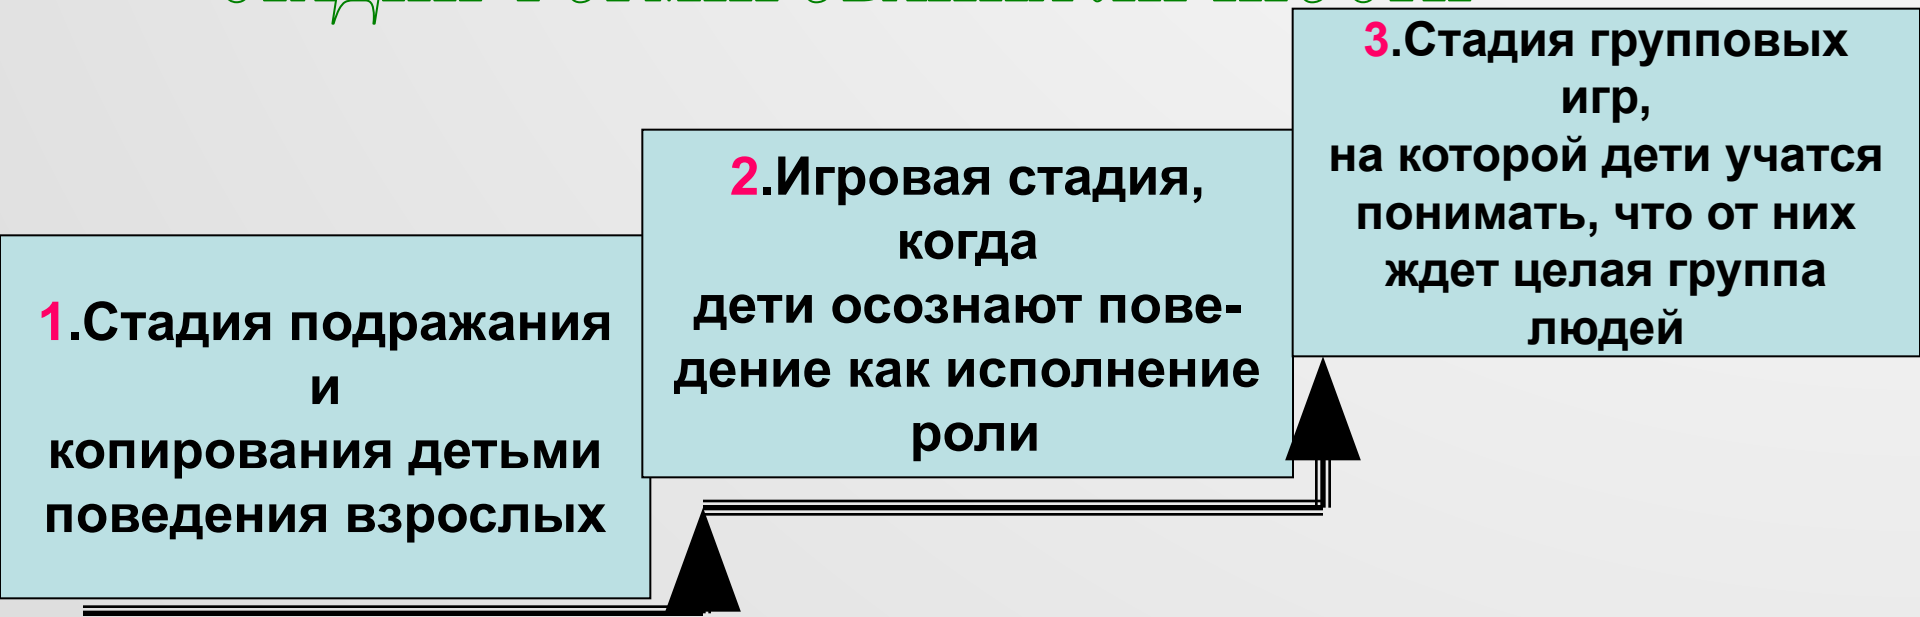 1.Стадия подражания
и
копирования детьми
поведения взрослых
2.Игровая стадия,
когда
дети осознают пове-
дение как исполнение
роли
3.Стадия групповых
игр,
на которой дети учатся
понимать, что от них
ждет целая группа
людей